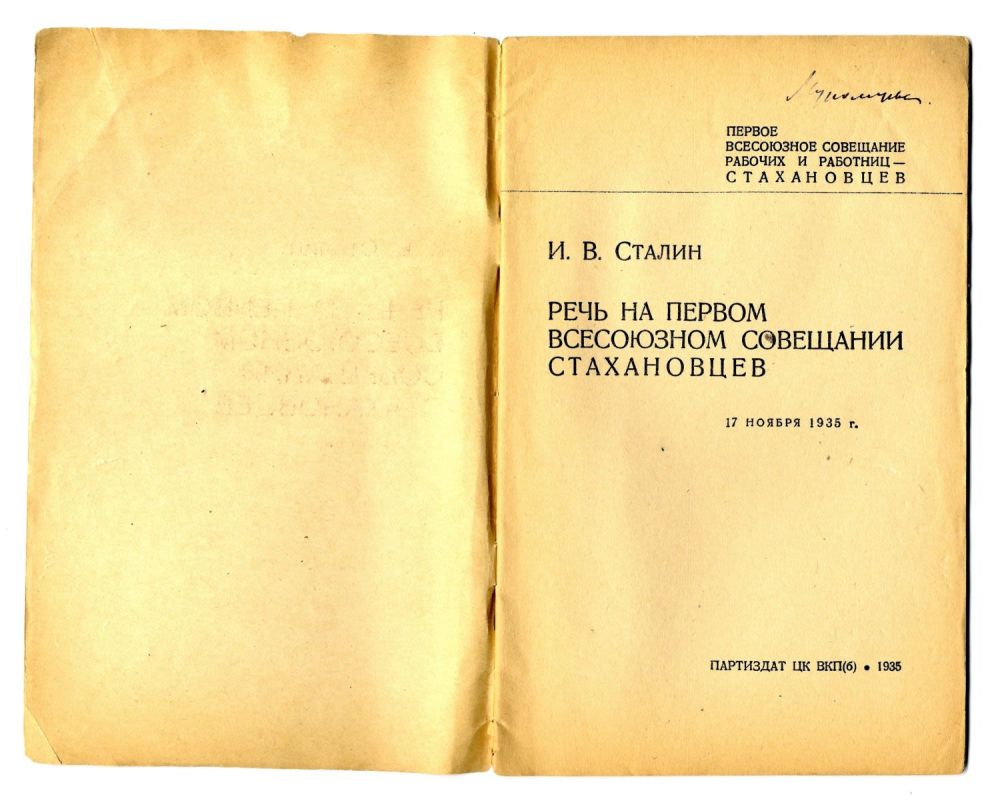 ПЕРВОЕ
ВСЕСОЮЗНОЕ СОВЕЩАНИЕ
РАБОЧИХ И РАБОТНИЦ—
СТАХАНОВЦЕВ
И. В. СТАЛИН
РЕЧЬ НА ПЕРВОМ
ВСЕСОЮЗНОМ СОВЕЩАНИИ
СТАХАНОВЦЕВ
17 НОЯБРЯ 1935 г.
ПАРТИЗДАТ ЦК ВКП(б) • 1935